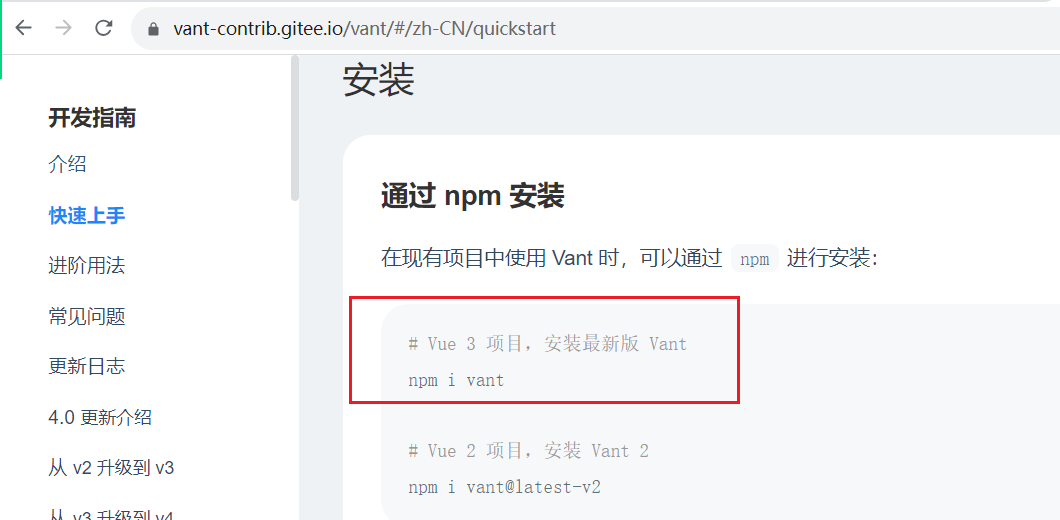 vant-contrib.gitee.io/vant/#/zh-CN/quickstart
开发指南
介绍
快速上手
进阶用法
常见问题
更新日志
4.0 更新介绍
从 v2 升级到 v3
从 v3 升级到 v4
安装
通过 npm 安装
在现有项目中使用 Vant 时，可以通过 npm 进行安装：
# Vue 3 项目，安装最新版 Vant
npm i vant
# Vue 2 项目，安装 Vant 2
npm i vant@latest-v2